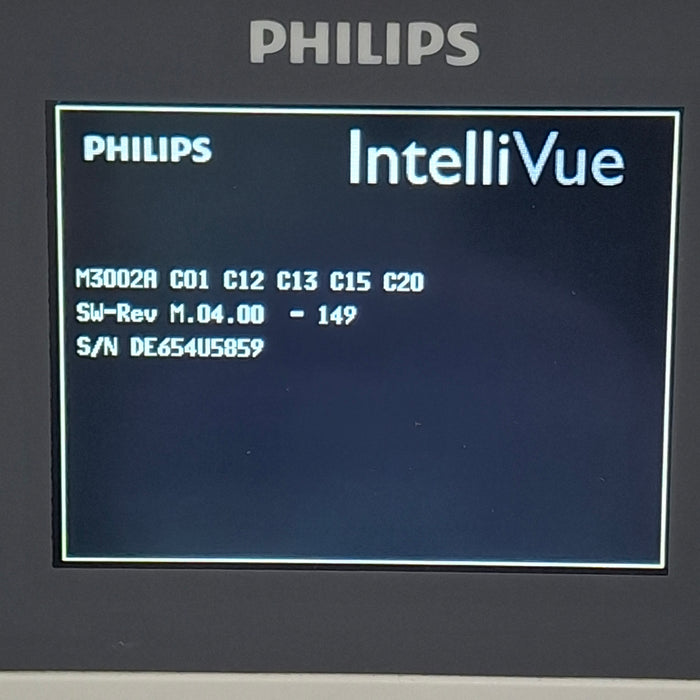 PHILIPS
PHILIPS IntelliVue
M3002A C01 C12 C13 C15 C20
SW-Rev M.04.00 - 149
S/N DE654U5859